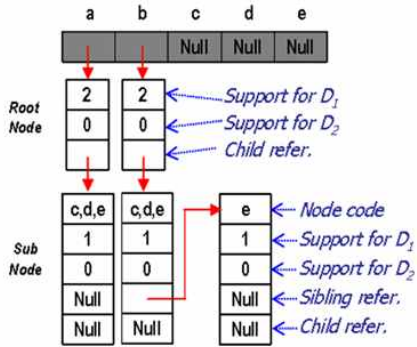 a b c d e
Null Null Null
Root Node
2 2 Support for D1
0 0 Support for D2
Child refer.
Sub Node
c,d,e c,d,e e Node code
1 1 1 Support for D1
0 0 0 Support for D2
Null Null Sibling refer.
Null Null Null Child refer.